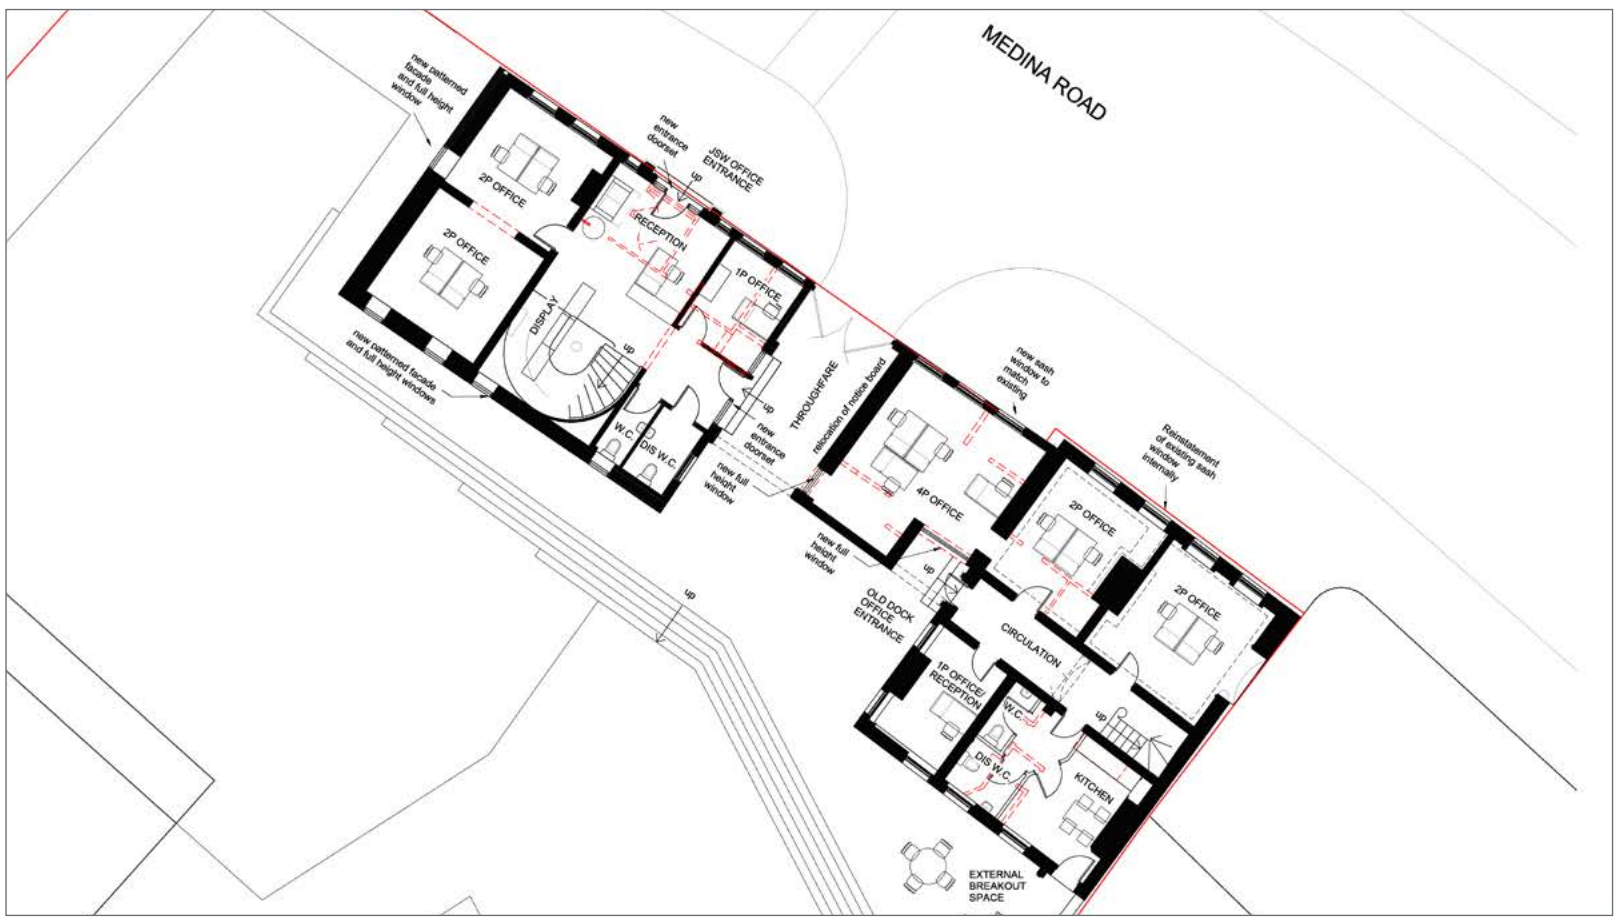 MEDINA ROAD
new patterned
facade
and full height
window
new
entrance
doorset
JSW OFFICE
ENTRANCE
up
2P OFFICE
RECEPTION
2P OFFICE
1P OFFICE
DISPLAY
up
new patterned facade
and full height windows
W.C.
DIS W.C.
up
new
entrance
doorset
new full
height
window
THROUGHFARE
relocation of notice board
new sash
window to
match
existing
4P OFFICE
Reinstatement
of existing sash
window
internally
2P OFFICE
new full
height
window
up
2P OFFICE
OLD DOCK
OFFICE
ENTRANCE
up
CIRCULATION
1P OFFICE/
RECEPTION
W.C.
up
DIS W.C.
KITCHEN
EXTERNAL
BREAKOUT
SPACE